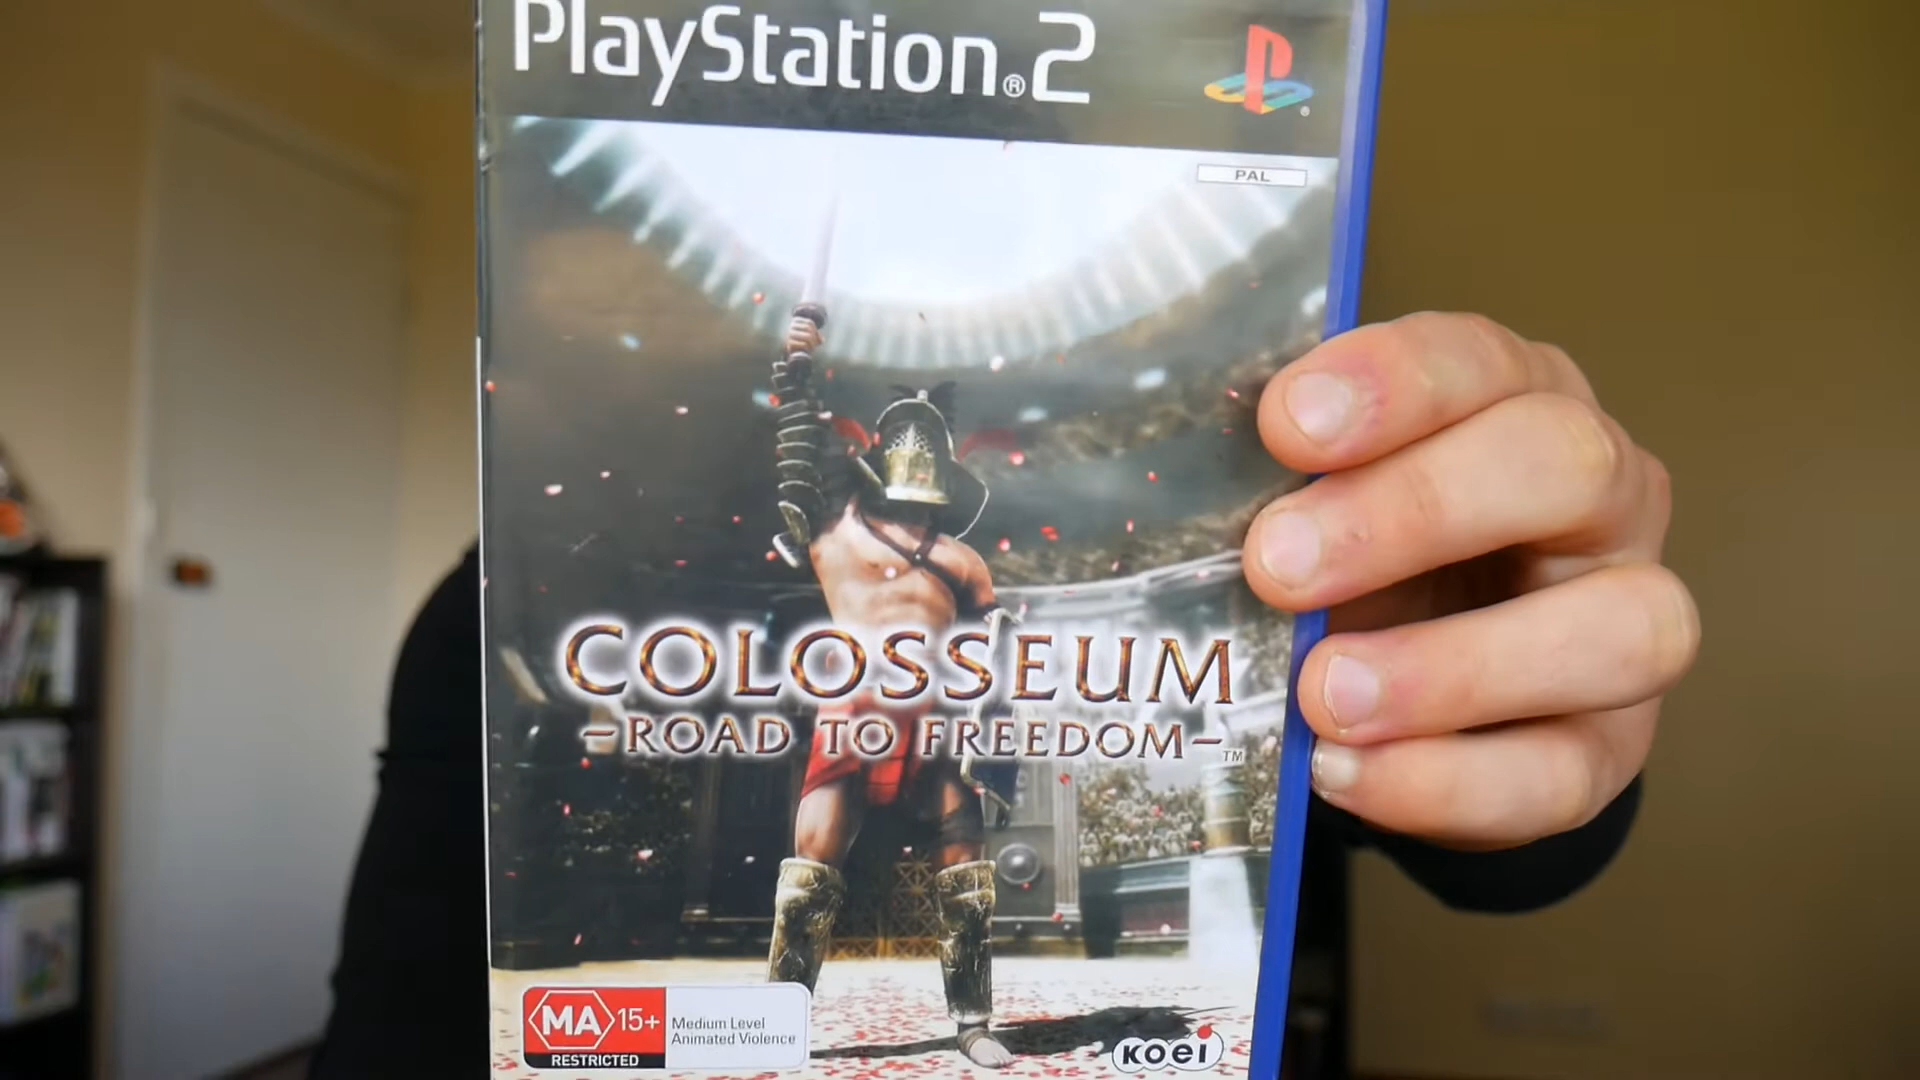 PlayStation®2
PAL
COLOSSEUM
-ROAD TO FREEDOM-™
MA 15+
RESTRICTED
Medium Level
Animated Violence
KOEI